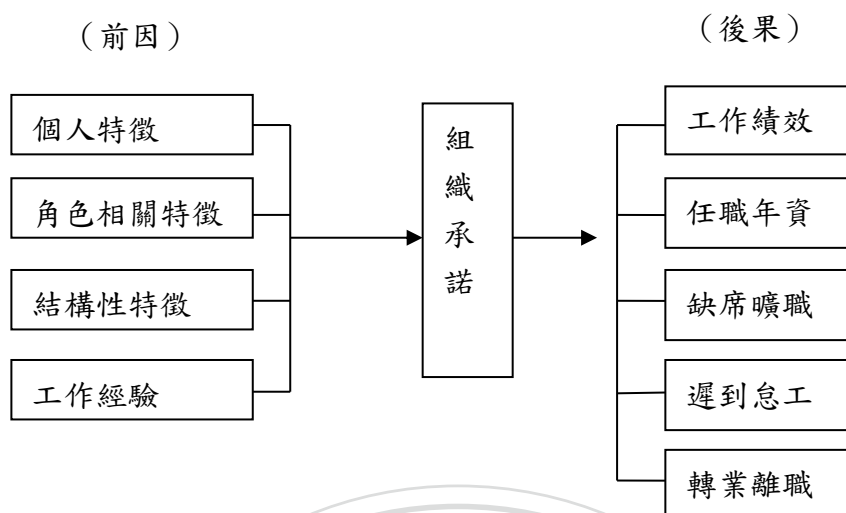 （前因）
（後果）
個人特徵
角色相關特徵
結構性特徵
工作經驗
組
織
承
諾
工作績效
任職年資
缺席曠職
遲到怠工
轉業離職